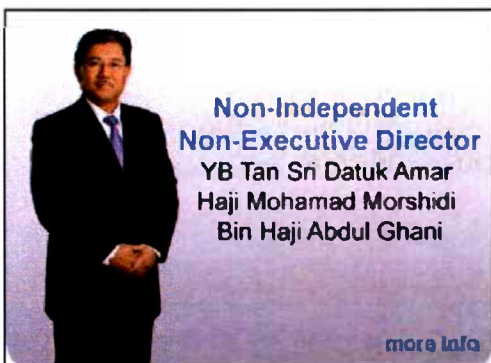 Non-Independent
Non-Executive Director
YB Tan Sri Datuk Amar
Haji Mohamad Morshidi
Bin Haji Abdul Ghani
more info